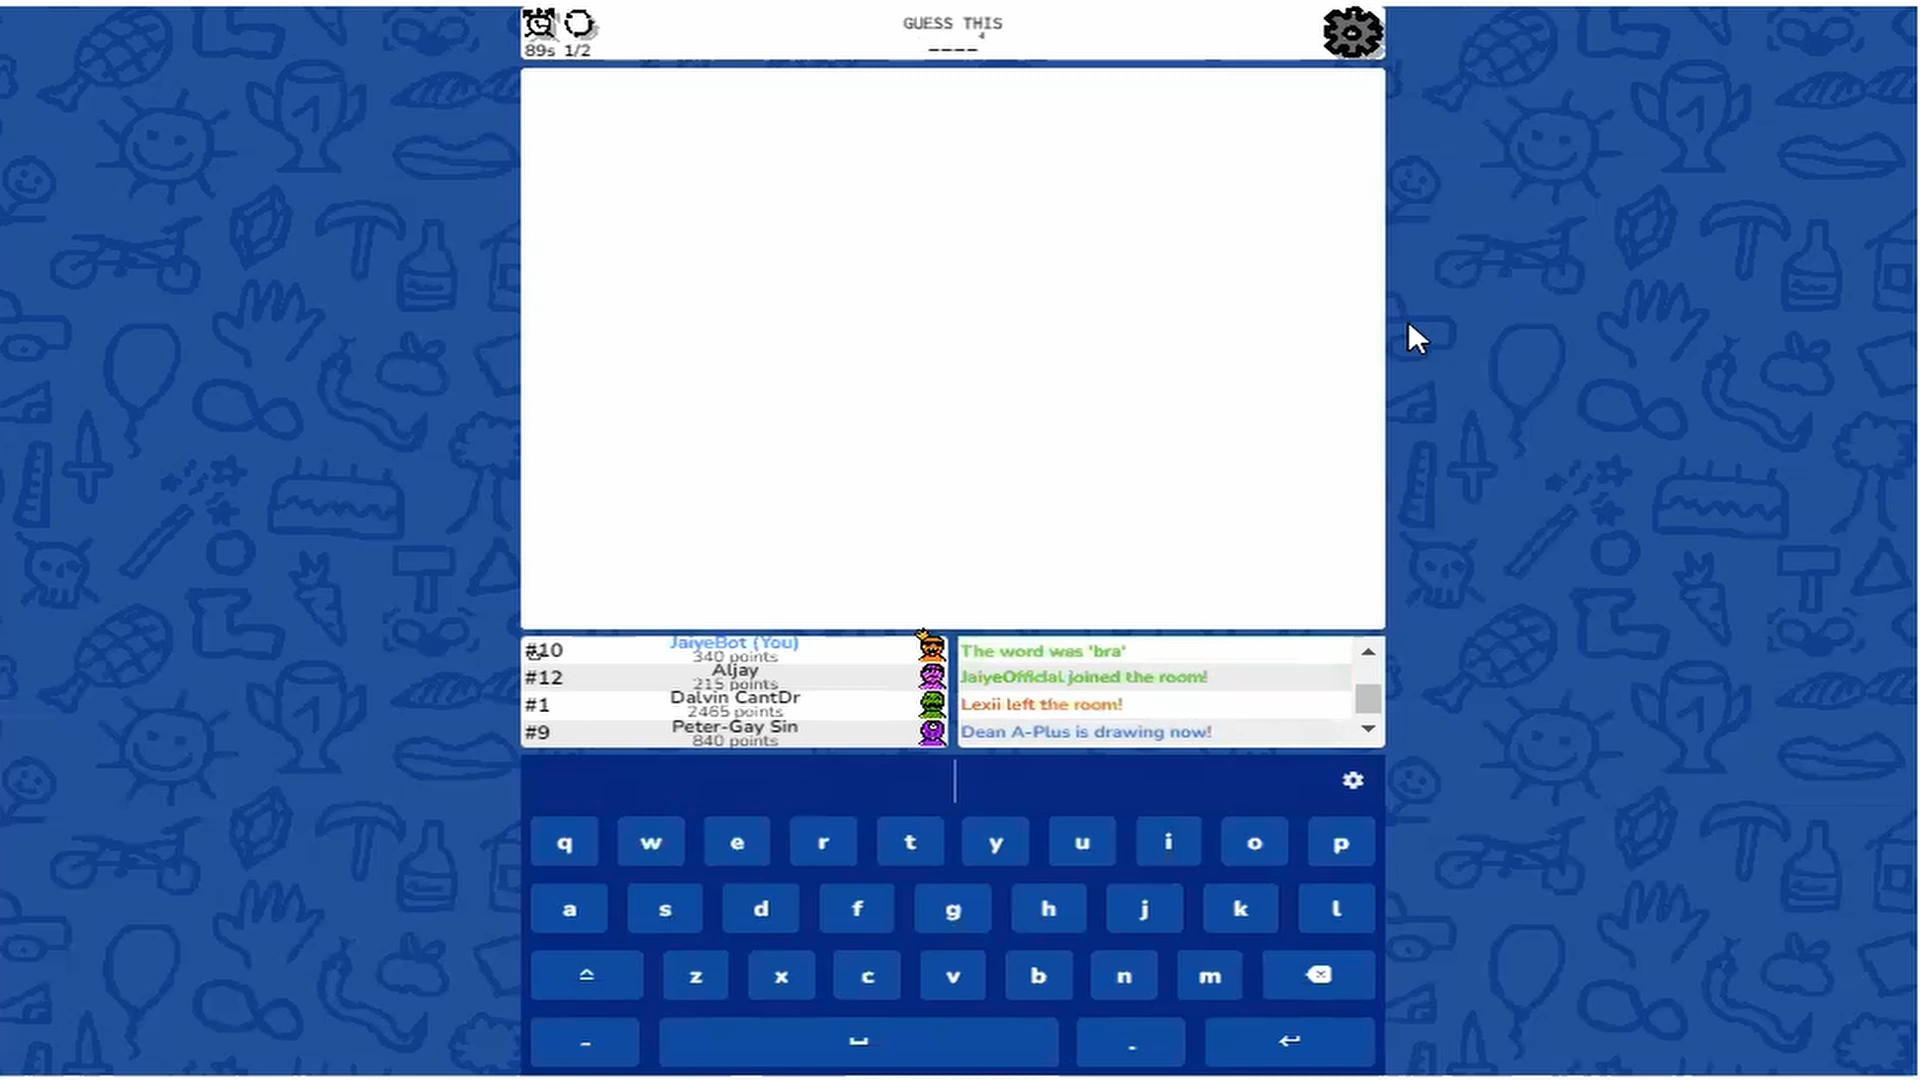 GUESS THIS
89s 1/2
____ 4
#10 JaiyeBot (You)
340 points
#12 Aljay
215 points
#1 Dalvin CantDr
2465 points
#9 Peter-Gay Sin
840 points
The word was 'bra'
JaiyeOfficial joined the room!
Lexii left the room!
Dean A-Plus is drawing now!
q w e r t y u i o p
a s d f g h j k l
z x c v b n m
- .